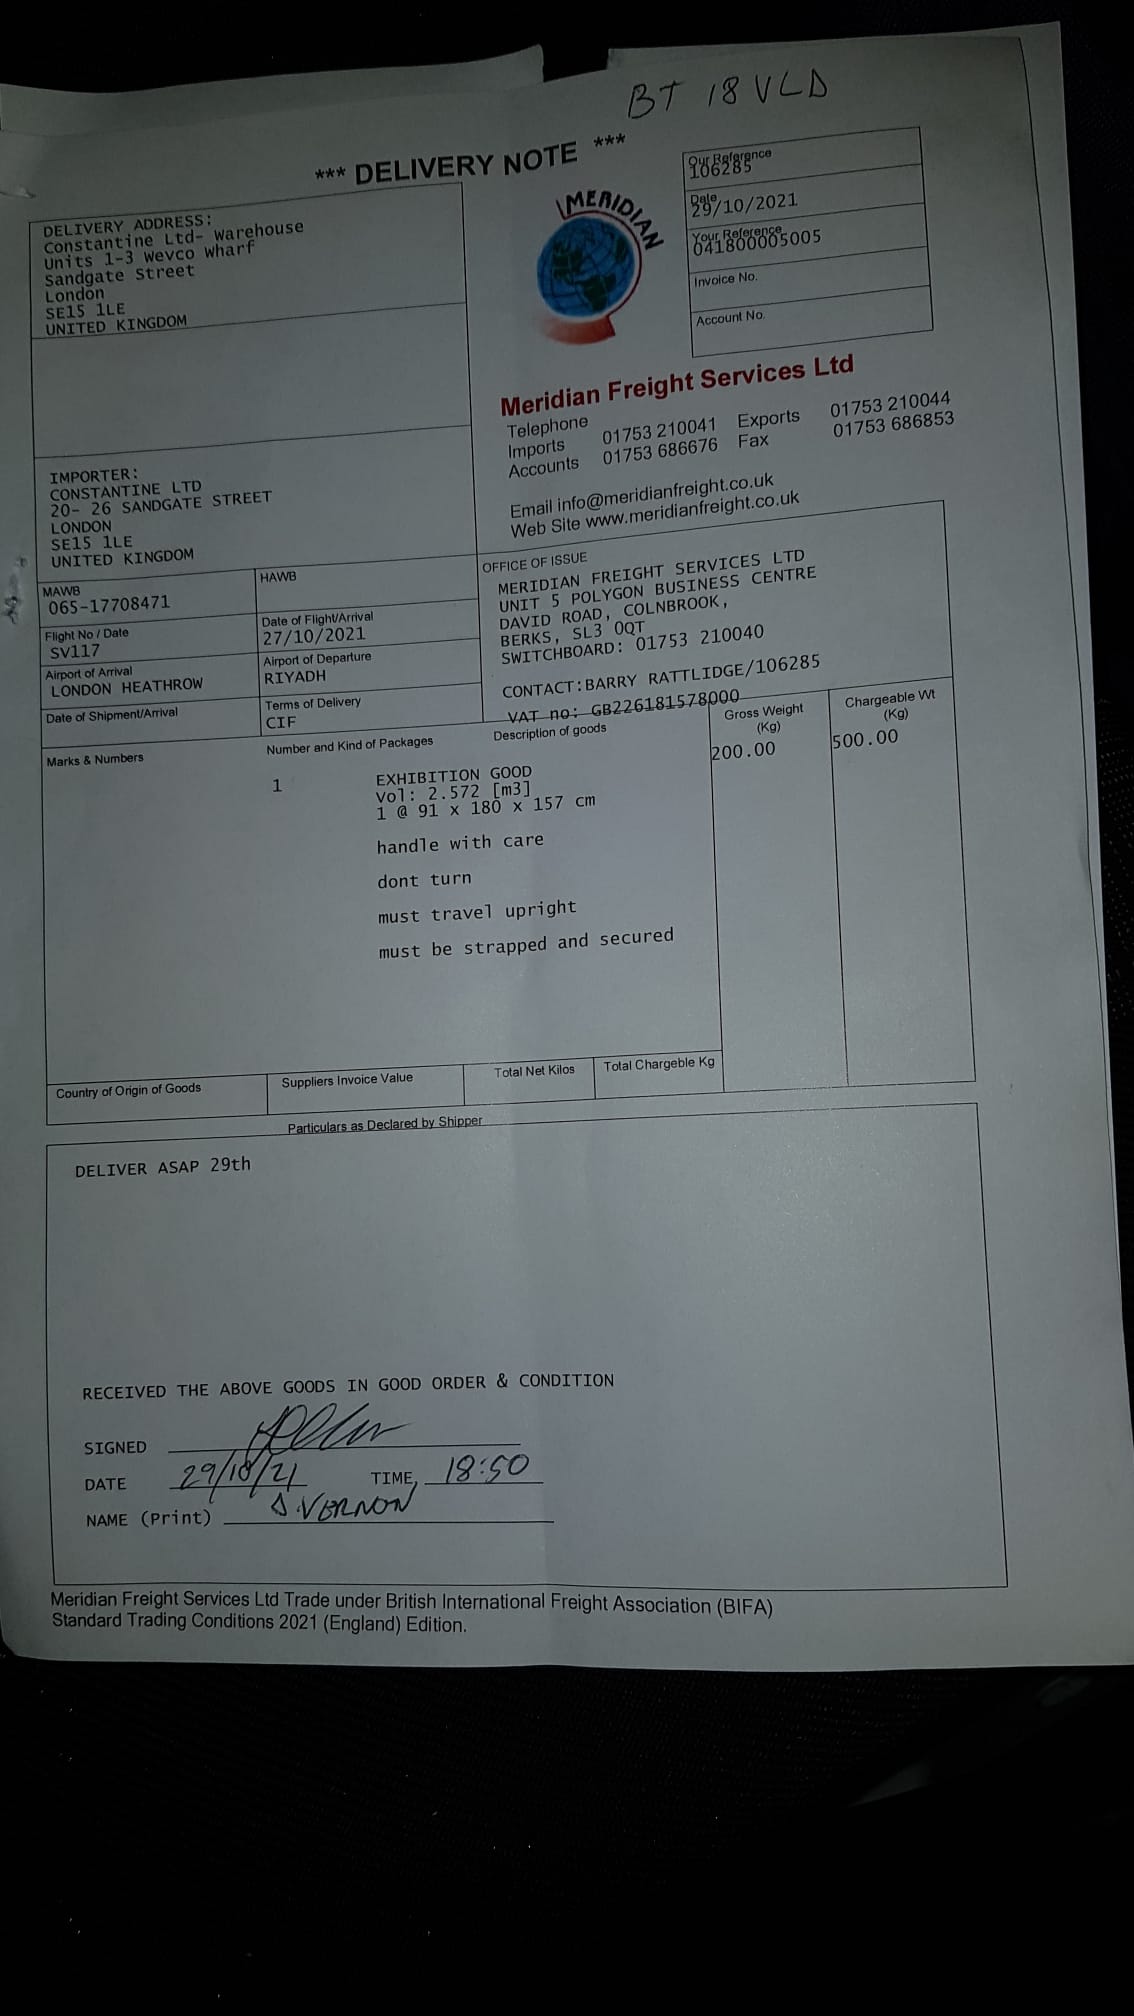 BT 18 VLD
*** DELIVERY NOTE ***
DELIVERY ADDRESS:
Constantine Ltd- Warehouse
Units 1-3 Wevco Wharf
Sandgate Street
London
SE15 1LE
UNITED KINGDOM
MERIDIAN
Our Reference
106285
Date
29/10/2021
Your Reference
041800005005
Invoice No.
Account No.
Meridian Freight Services Ltd
Telephone
Imports 01753 210041 Exports 01753 210044
Accounts 01753 686676 Fax 01753 686853
Email info@meridianfreight.co.uk
Web Site www.meridianfreight.co.uk
IMPORTER:
CONSTANTINE LTD
20- 26 SANDGATE STREET
LONDON
SE15 1LE
UNITED KINGDOM
MAWB
065-17708471
HAWB
Flight No / Date
SV117
Date of Flight/Arrival
27/10/2021
Airport of Arrival
LONDON HEATHROW
Airport of Departure
RIYADH
Date of Shipment/Arrival
Terms of Delivery
CIF
OFFICE OF ISSUE
MERIDIAN FREIGHT SERVICES LTD
UNIT 5 POLYGON BUSINESS CENTRE
DAVID ROAD, COLNBROOK,
BERKS, SL3 0QT
SWITCHBOARD: 01753 210040
CONTACT:BARRY RATTLIDGE/106285
VAT no: GB226181578000
Marks & Numbers
Number and Kind of Packages
Description of goods
Gross Weight
(Kg)
Chargeable Wt
(Kg)
200.00
500.00
1 EXHIBITION GOOD
Vol: 2.572 [m3]
1 @ 91 x 180 x 157 cm
handle with care
dont turn
must travel upright
must be strapped and secured
Country of Origin of Goods
Suppliers Invoice Value
Total Net Kilos
Total Chargeble Kg
Particulars as Declared by Shipper
DELIVER ASAP 29th
RECEIVED THE ABOVE GOODS IN GOOD ORDER & CONDITION
SIGNED
DATE 29/10/21 TIME 18:50
NAME (Print) D.VERNON
Meridian Freight Services Ltd Trade under British International Freight Association (BIFA)
Standard Trading Conditions 2021 (England) Edition.